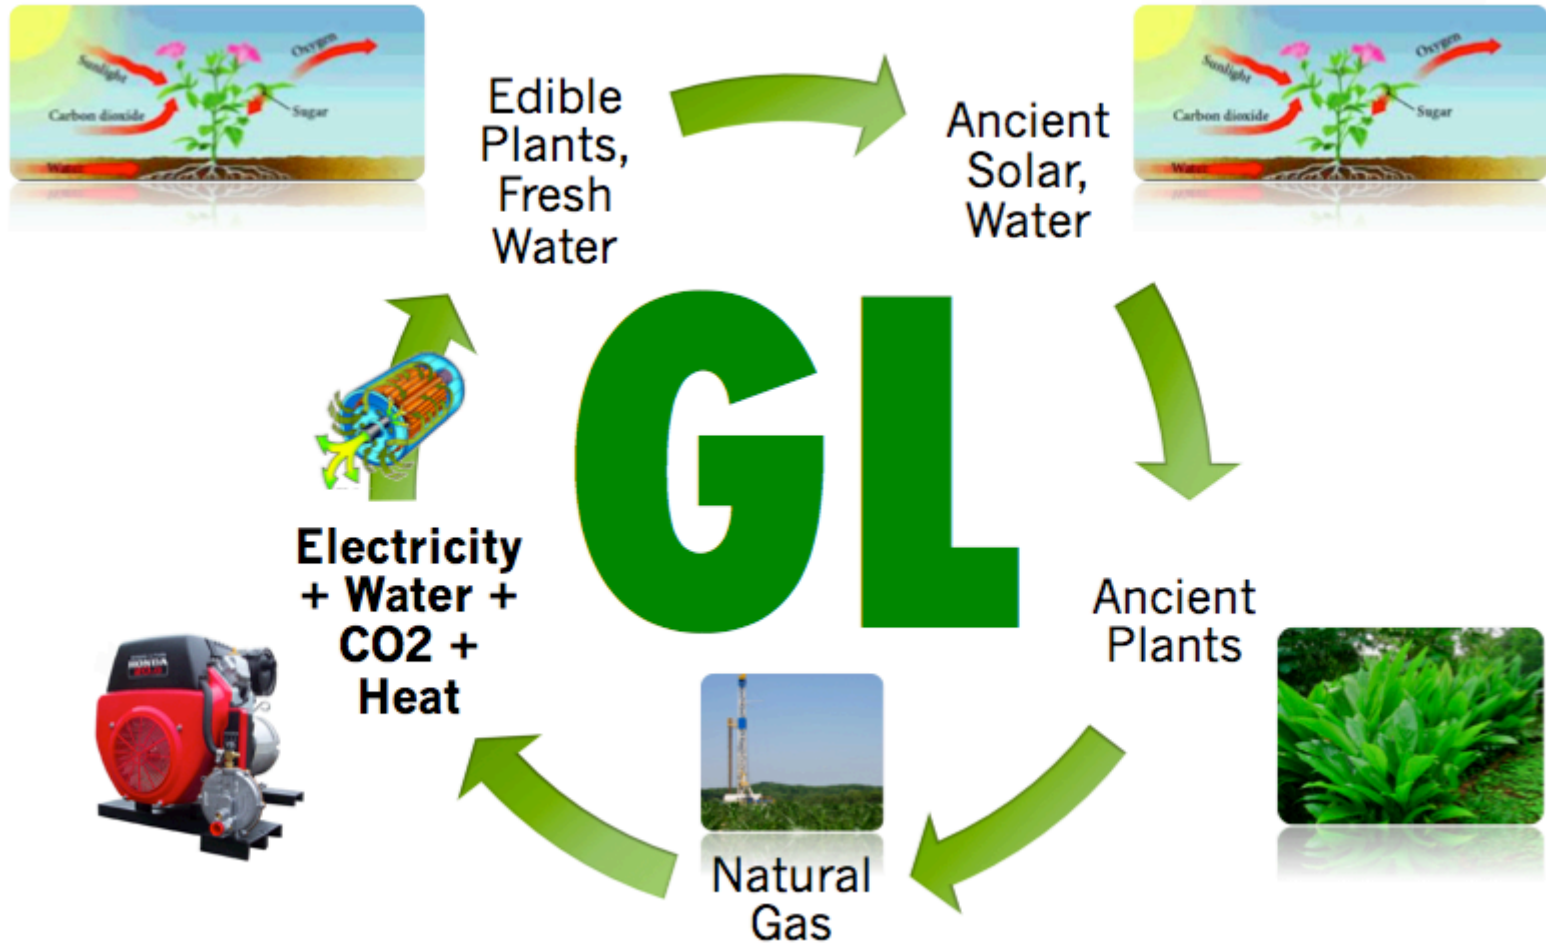 Sunlight
Oxygen
Carbon dioxide
Sugar
Water
Edible
Plants,
Fresh
Water
Ancient
Solar,
Water
Sunlight
Oxygen
Carbon dioxide
Sugar
Water
GL
Electricity
+ Water +
CO2 +
Heat
Ancient
Plants
HONDA
Natural
Gas